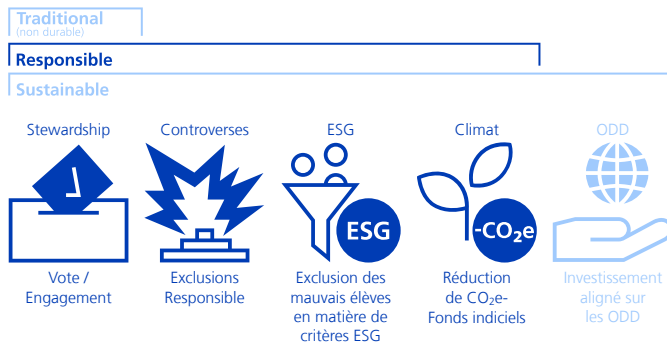 Traditional
(non durable)
Responsible
Sustainable
Stewardship
Controverses
ESG
Climat
ODD
ESG
-CO₂e
Vote /
Engagement
Exclusions
Responsible
Exclusion des
mauvais élèves
en matière de
critères ESG
Réduction
de CO₂e-
Fonds indiciels
Investissement
aligné sur
les ODD